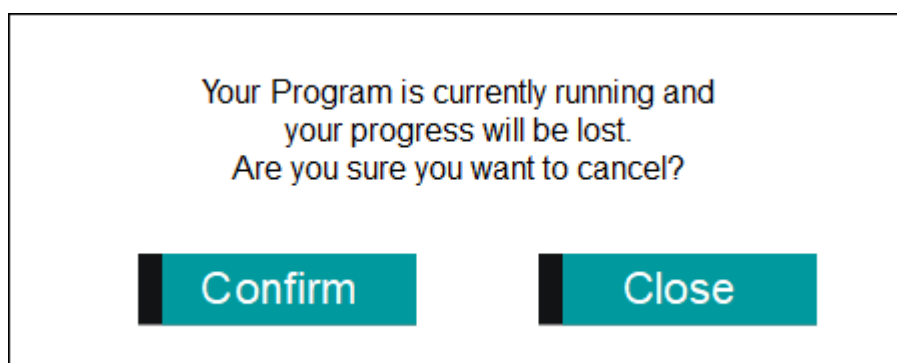 Your Program is currently running and
your progress will be lost.
Are you sure you want to cancel?
Confirm
Close